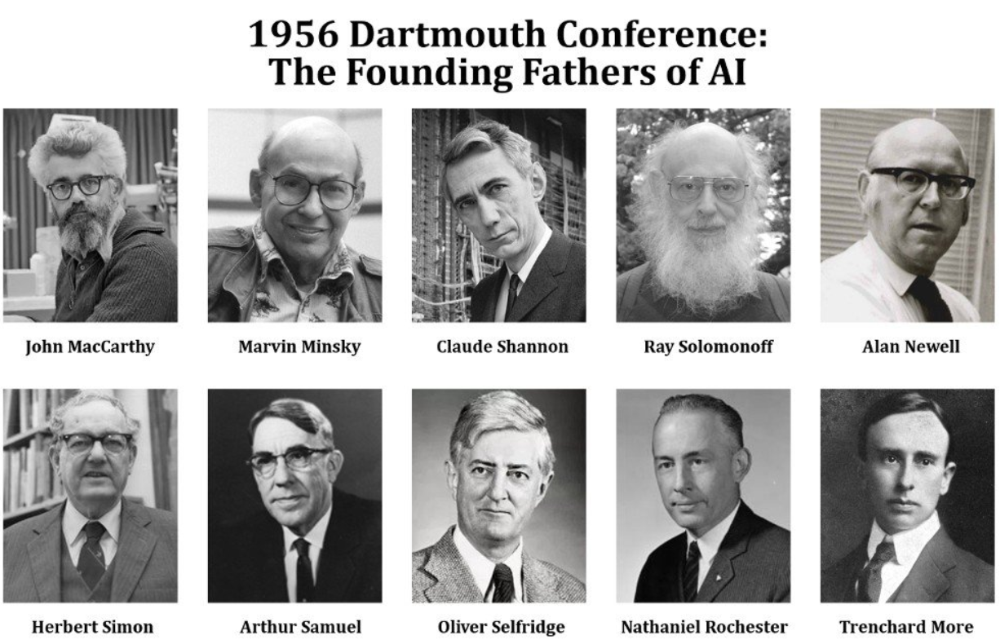 1956 Dartmouth Conference:
The Founding Fathers of AI
John MacCarthy
Marvin Minsky
Claude Shannon
Ray Solomonoff
Alan Newell
Herbert Simon
Arthur Samuel
Oliver Selfridge
Nathaniel Rochester
Trenchard More